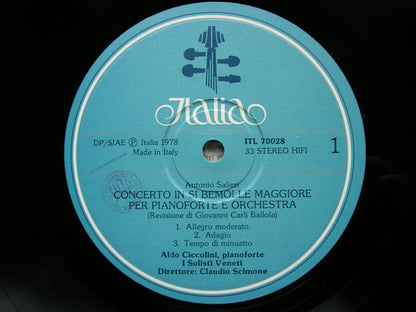 Italia
DP/SIAE Ⓟ Italia 1978
Made in Italy
ITL 70028
33 STEREO HIFI
1
Antonio Salieri
CONCERTO IN SI BEMOLLE MAGGIORE
PER PIANOFORTE E ORCHESTRA
(Revisione di Giovanni Carli Ballola)
1. Allegro moderato
2. Adagio
3. Tempo di minuetto
Aldo Ciccolini, pianoforte
I Solisti Veneti
Direttore: Claudio Scimone